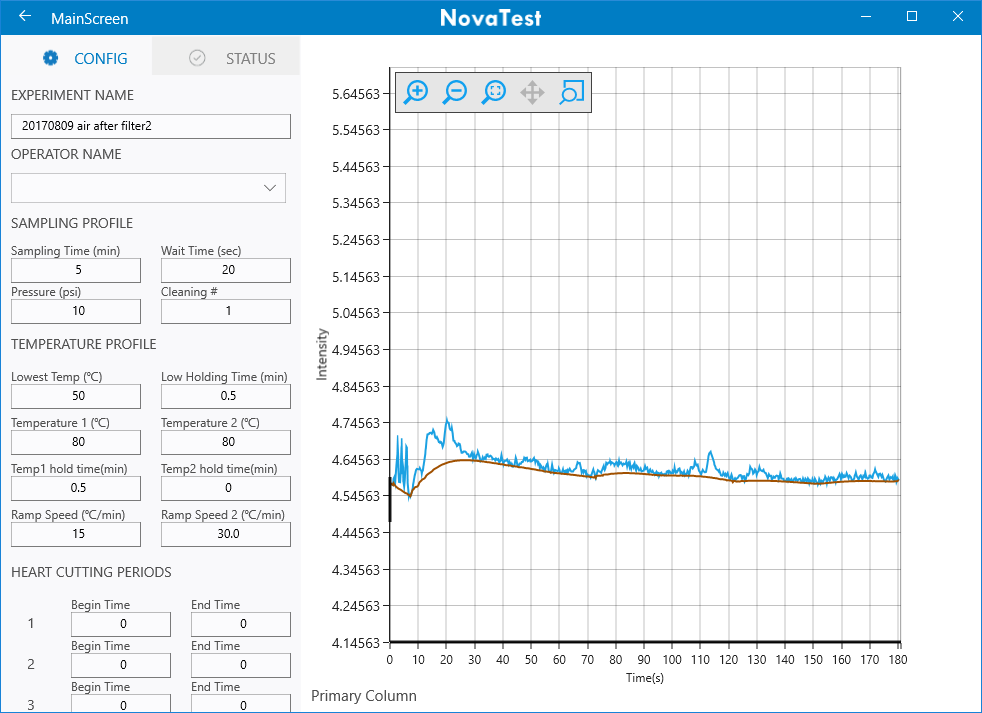 MainScreen
NovaTest
CONFIG
STATUS
EXPERIMENT NAME
20170809 air after filter2
OPERATOR NAME
SAMPLING PROFILE
Sampling Time (min) Wait Time (sec)
5 20
Pressure (psi) Cleaning #
10 1
TEMPERATURE PROFILE
Lowest Temp (℃) Low Holding Time (min)
50 0.5
Temperature 1 (℃) Temperature 2 (℃)
80 80
Temp1 hold time(min) Temp2 hold time(min)
0.5 0
Ramp Speed (℃/min) Ramp Speed 2 (℃/min)
15 30.0
HEART CUTTING PERIODS
Begin Time End Time
1 0 0
Begin Time End Time
2 0 0
Begin Time End Time
3 0 0
Intensity
5.64563
5.54563
5.44563
5.34563
5.24563
5.14563
5.04563
4.94563
4.84563
4.74563
4.64563
4.54563
4.44563
4.34563
4.24563
4.14563
0 10 20 30 40 50 60 70 80 90 100 110 120 130 140 150 160 170 180
Time(s)
Primary Column